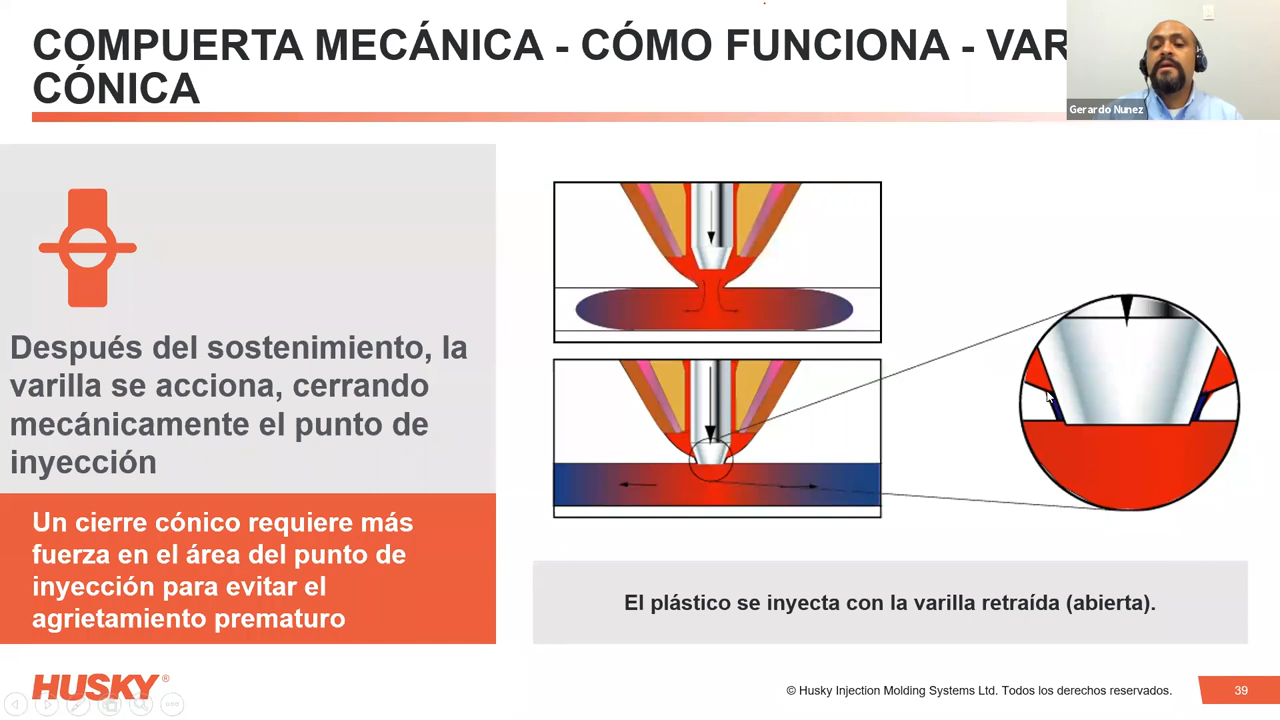 COMPUERTA MECÁNICA - CÓMO FUNCIONA - VAR
CÓNICA
Gerardo Nunez
Después del sostenimiento, la
varilla se acciona, cerrando
mecánicamente el punto de
inyección
Un cierre cónico requiere más
fuerza en el área del punto de
inyección para evitar el
agrietamiento prematuro
El plástico se inyecta con la varilla retraída (abierta).
HUSKY®
© Husky Injection Molding Systems Ltd. Todos los derechos reservados.
39